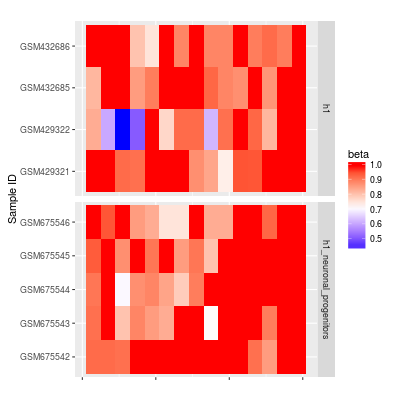 GSM432686
GSM432685
GSM429322
GSM429321
h1
GSM675546
GSM675545
GSM675544
GSM675543
GSM675542
h1_neuronal_progenitors
Sample ID
beta
1.0
0.9
0.8
0.7
0.6
0.5